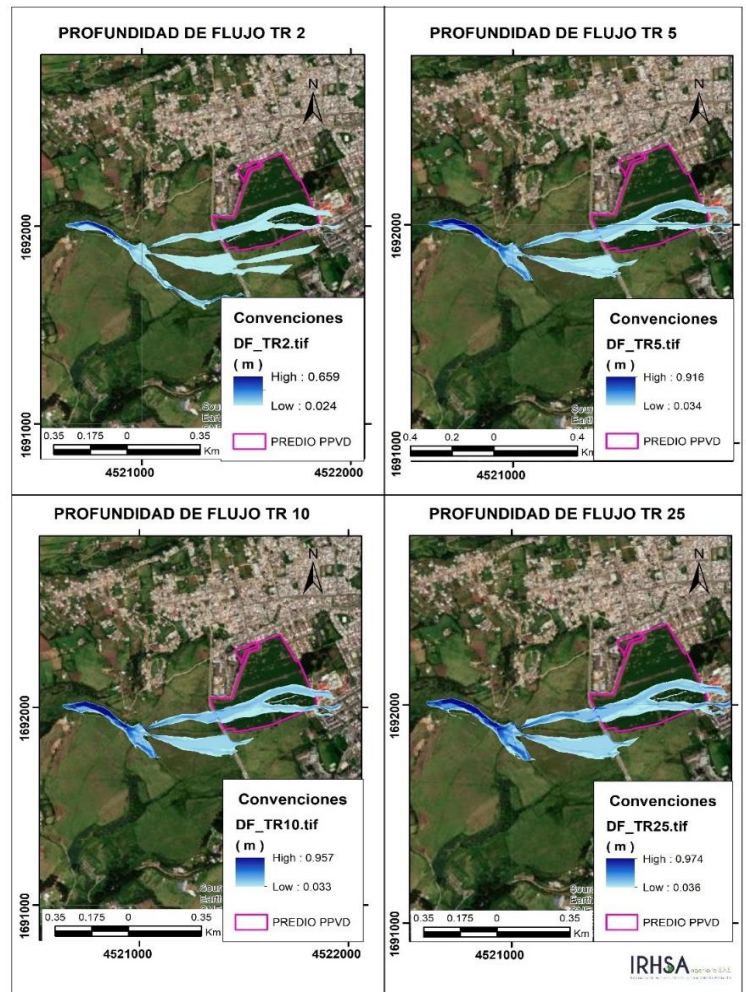 PROFUNDIDAD DE FLUJO TR 2
N
1692000
1691000
Convenciones
DF_TR2.tif
( m )
High : 0.659
Low : 0.024
PREDIO PPVD
0.35 0.175 0 0.35
Km
4521000 4522000
PROFUNDIDAD DE FLUJO TR 5
N
1692000
1691000
Convenciones
DF_TR5.tif
( m )
High : 0.916
Low : 0.034
PREDIO PPVD
0.4 0.2 0 0.4
Km
4521000
PROFUNDIDAD DE FLUJO TR 10
N
1692000
1691000
Convenciones
DF_TR10.tif
( m )
High : 0.957
Low : 0.033
PREDIO PPVD
0.35 0.175 0 0.35
Km
4521000 4522000
PROFUNDIDAD DE FLUJO TR 25
N
1692000
1691000
Convenciones
DF_TR25.tif
( m )
High : 0.974
Low : 0.036
PREDIO PPVD
0.35 0.175 0 0.35
Km
4521000
IRHSA